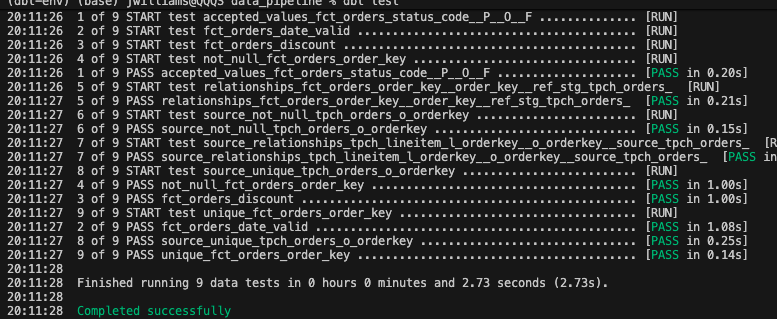 (dbt-env) (base) jwilliams@QQQS data_pipeline % dbt test
20:11:26  1 of 9 START test accepted_values_fct_orders_status_code__P__O__F .............. [RUN]
20:11:26  2 of 9 START test fct_orders_date_valid ........................................ [RUN]
20:11:26  3 of 9 START test fct_orders_discount .......................................... [RUN]
20:11:26  4 of 9 START test not_null_fct_orders_order_key ................................ [RUN]
20:11:26  1 of 9 PASS accepted_values_fct_orders_status_code__P__O__F .................... [PASS in 0.20s]
20:11:26  5 of 9 START test relationships_fct_orders_order_key__order_key__ref_stg_tpch_orders_  [RUN]
20:11:27  5 of 9 PASS relationships_fct_orders_order_key__order_key__ref_stg_tpch_orders_  [PASS in 0.21s]
20:11:27  6 of 9 START test source_not_null_tpch_orders_o_orderkey ....................... [RUN]
20:11:27  6 of 9 PASS source_not_null_tpch_orders_o_orderkey ............................. [PASS in 0.15s]
20:11:27  7 of 9 START test source_relationships_tpch_lineitem_l_orderkey__o_orderkey__source_tpch_orders_  [R
20:11:27  7 of 9 PASS source_relationships_tpch_lineitem_l_orderkey__o_orderkey__source_tpch_orders_  [PASS in
20:11:27  8 of 9 START test source_unique_tpch_orders_o_orderkey ......................... [RUN]
20:11:27  4 of 9 PASS not_null_fct_orders_order_key ...................................... [PASS in 1.00s]
20:11:27  3 of 9 PASS fct_orders_discount ................................................ [PASS in 1.00s]
20:11:27  9 of 9 START test unique_fct_orders_order_key .................................. [RUN]
20:11:27  2 of 9 PASS fct_orders_date_valid .............................................. [PASS in 1.08s]
20:11:27  8 of 9 PASS source_unique_tpch_orders_o_orderkey ............................... [PASS in 0.25s]
20:11:27  9 of 9 PASS unique_fct_orders_order_key ........................................ [PASS in 0.14s]
20:11:28
20:11:28  Finished running 9 data tests in 0 hours 0 minutes and 2.73 seconds (2.73s).
20:11:28
20:11:28  Completed successfully